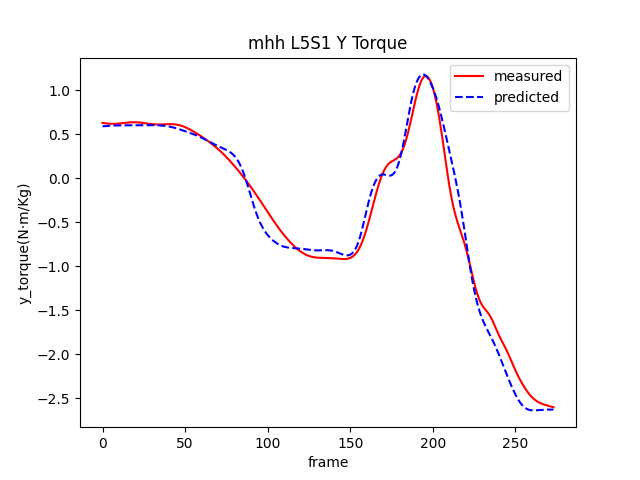 mhh L5S1 Y Torque
measured
predicted
1.0
0.5
0.0
−0.5
−1.0
−1.5
−2.0
−2.5
y_torque(N·m/Kg)
0 50 100 150 200 250
frame